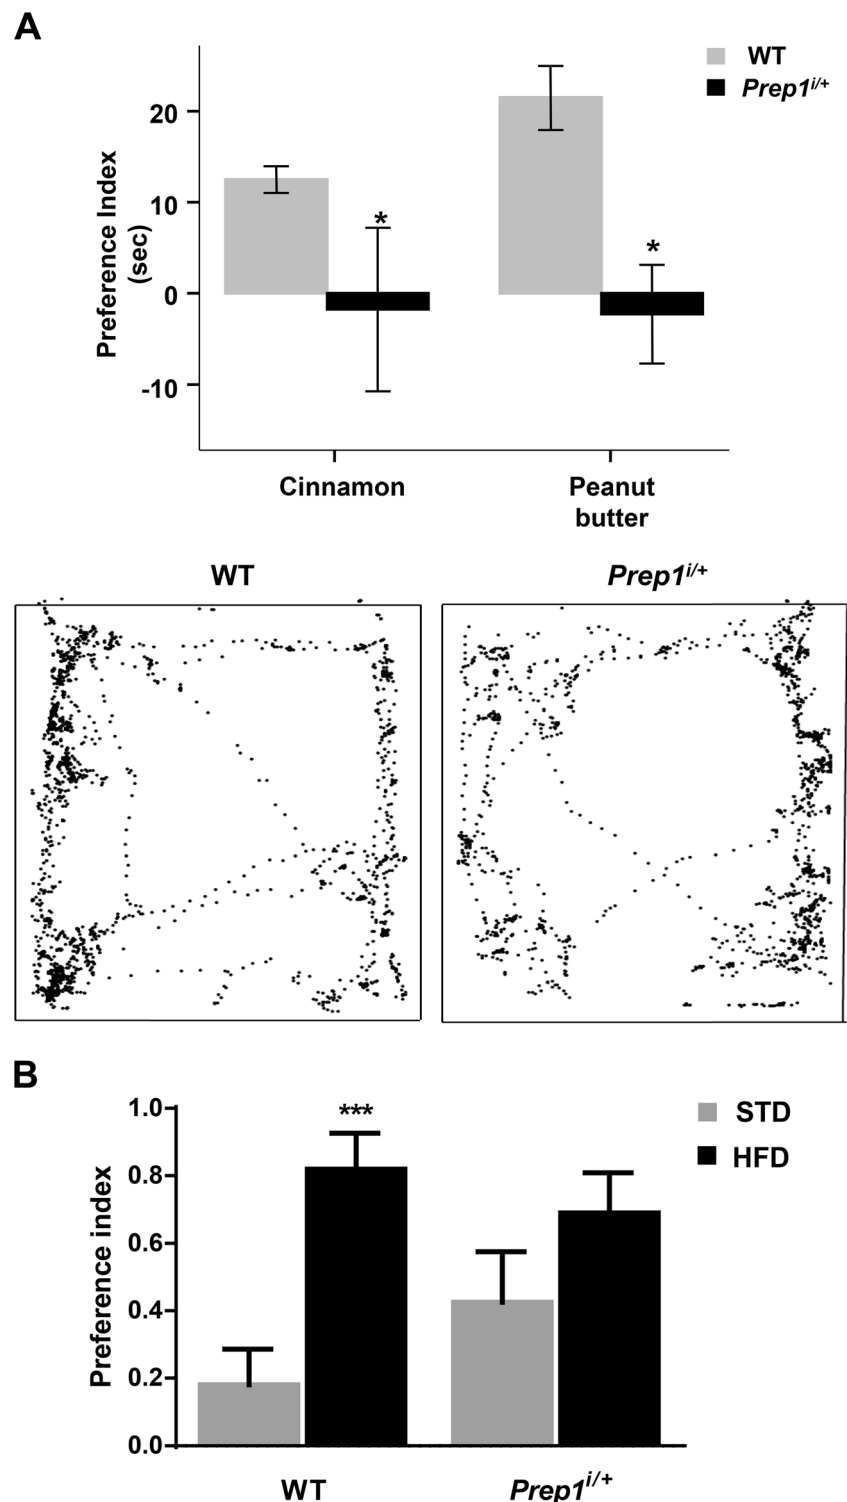 A
WT
Prep1i/+
Preference Index
(sec)
20
10
0
-10
*
*
Cinnamon
Peanut
butter
WT
Prep1i/+
B
STD
HFD
Preference index
1.0
0.8
0.6
0.4
0.2
0.0
***
WT
Prep1i/+